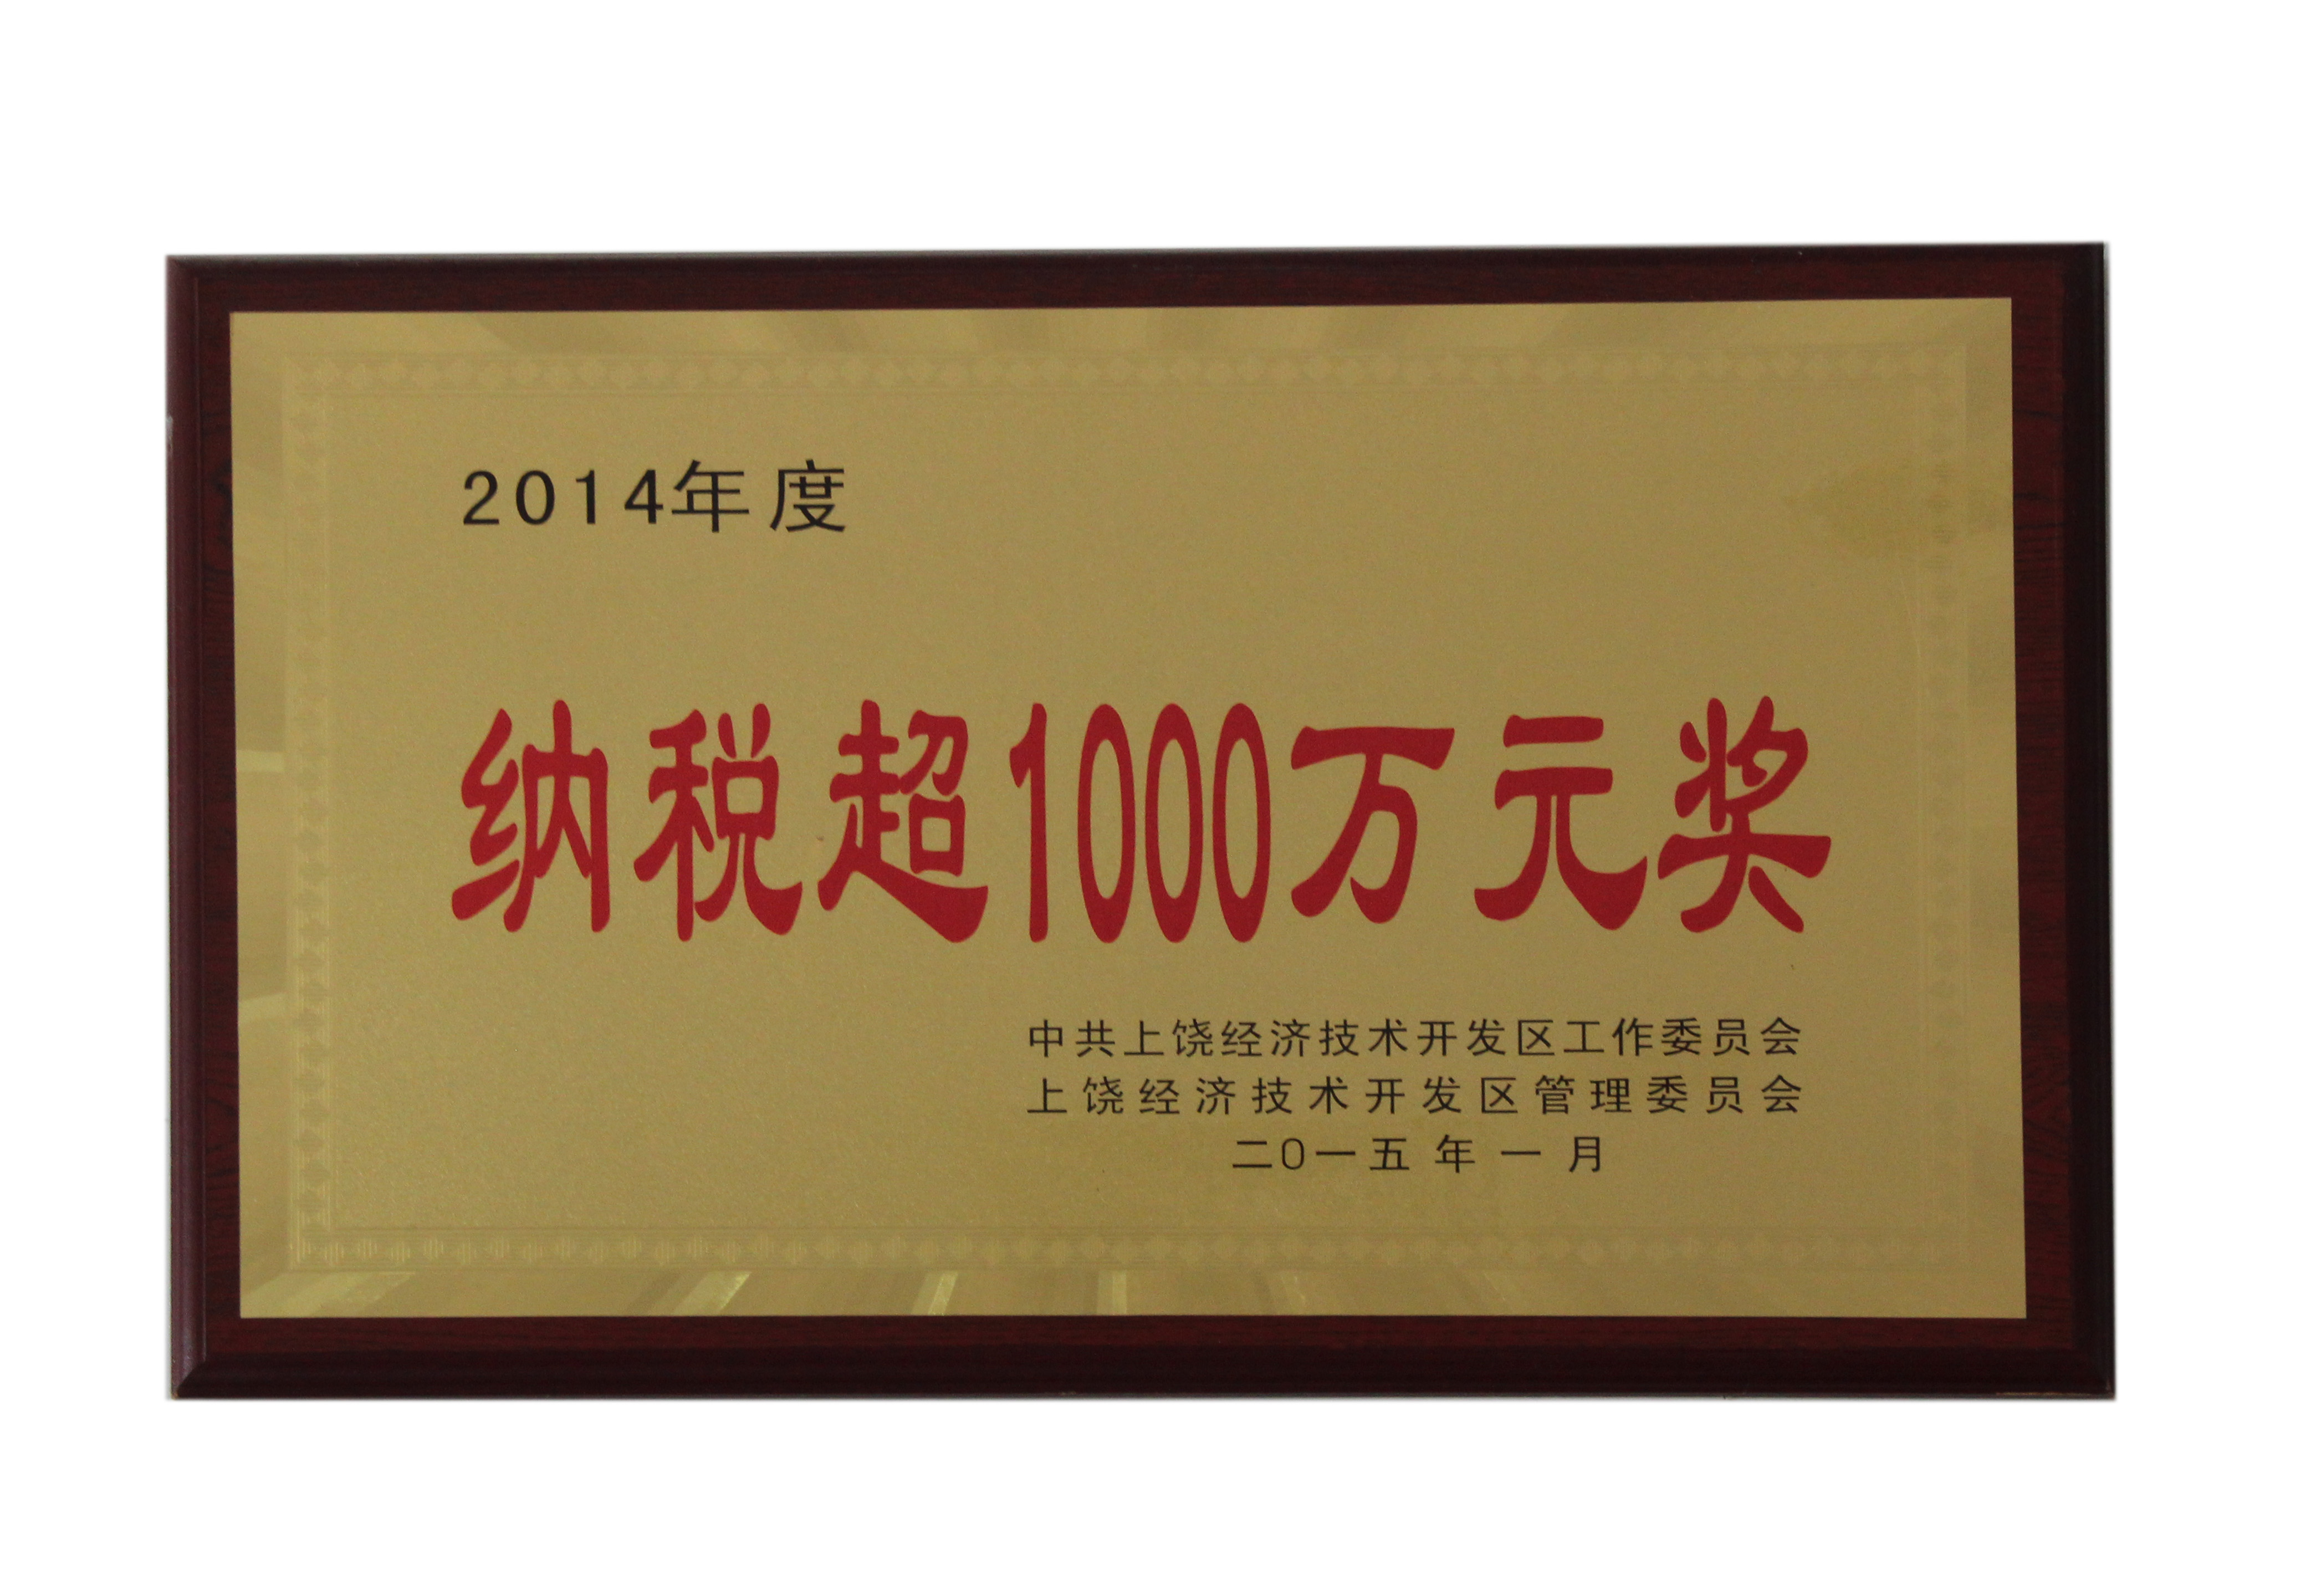 2014年度
纳税超1000万元奖
中共上饶经济技术开发区工作委员会
上饶经济技术开发区管理委员会
二0一五年一月